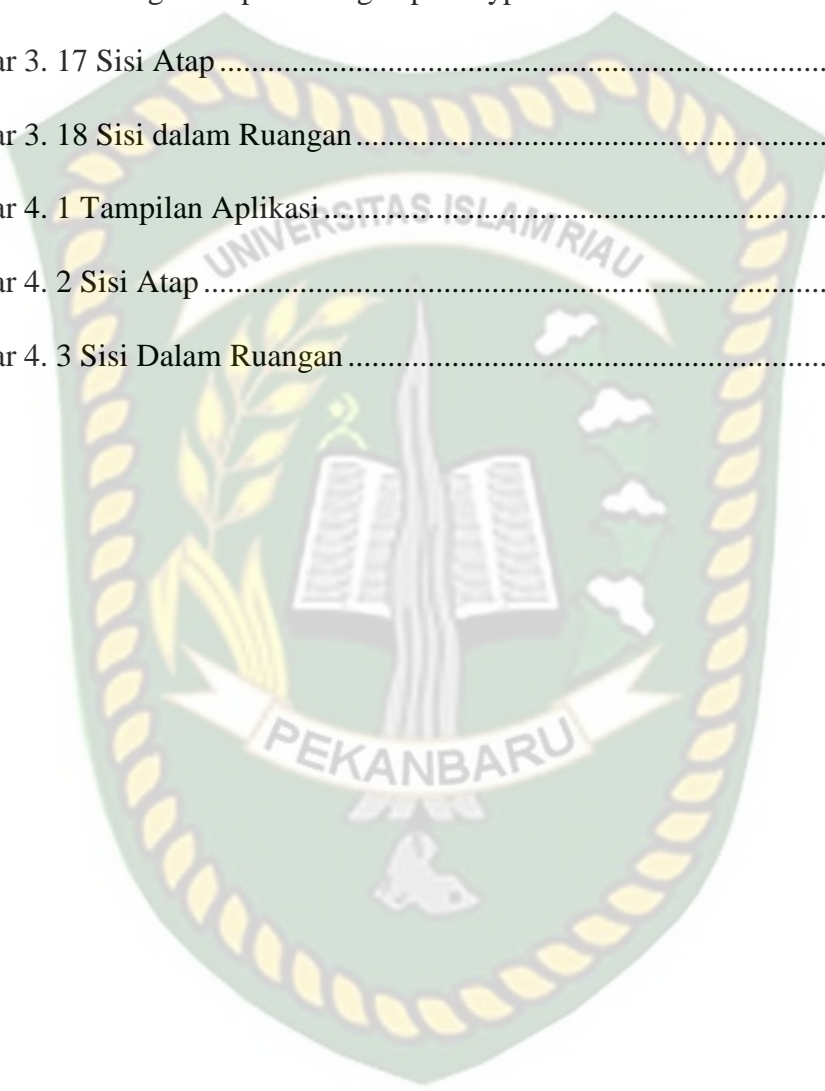 ar 3. 17 Sisi Atap................................................................................
ar 3. 18 Sisi dalam Ruangan..............................................................
ar 4. 1 Tampilan Aplikasi..................................................................
UNIVERSITAS ISLAM RIAU
ar 4. 2 Sisi Atap..................................................................................
ar 4. 3 Sisi Dalam Ruangan...............................................................
PEKANBARU